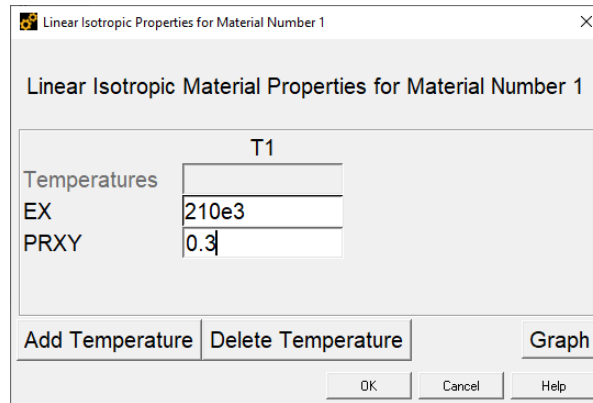 Linear Isotropic Properties for Material Number 1
Linear Isotropic Material Properties for Material Number 1
T1
Temperatures
EX 210e3
PRXY 0.3
Add Temperature Delete Temperature Graph
OK Cancel Help